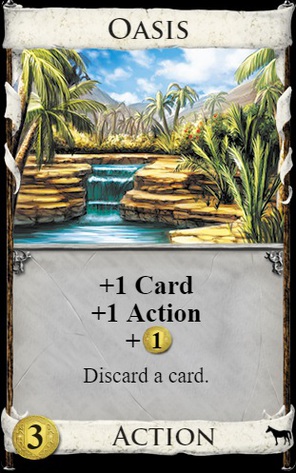 OASIS
+1 Card
+1 Action
+ 1
Discard a card.
3 ACTION